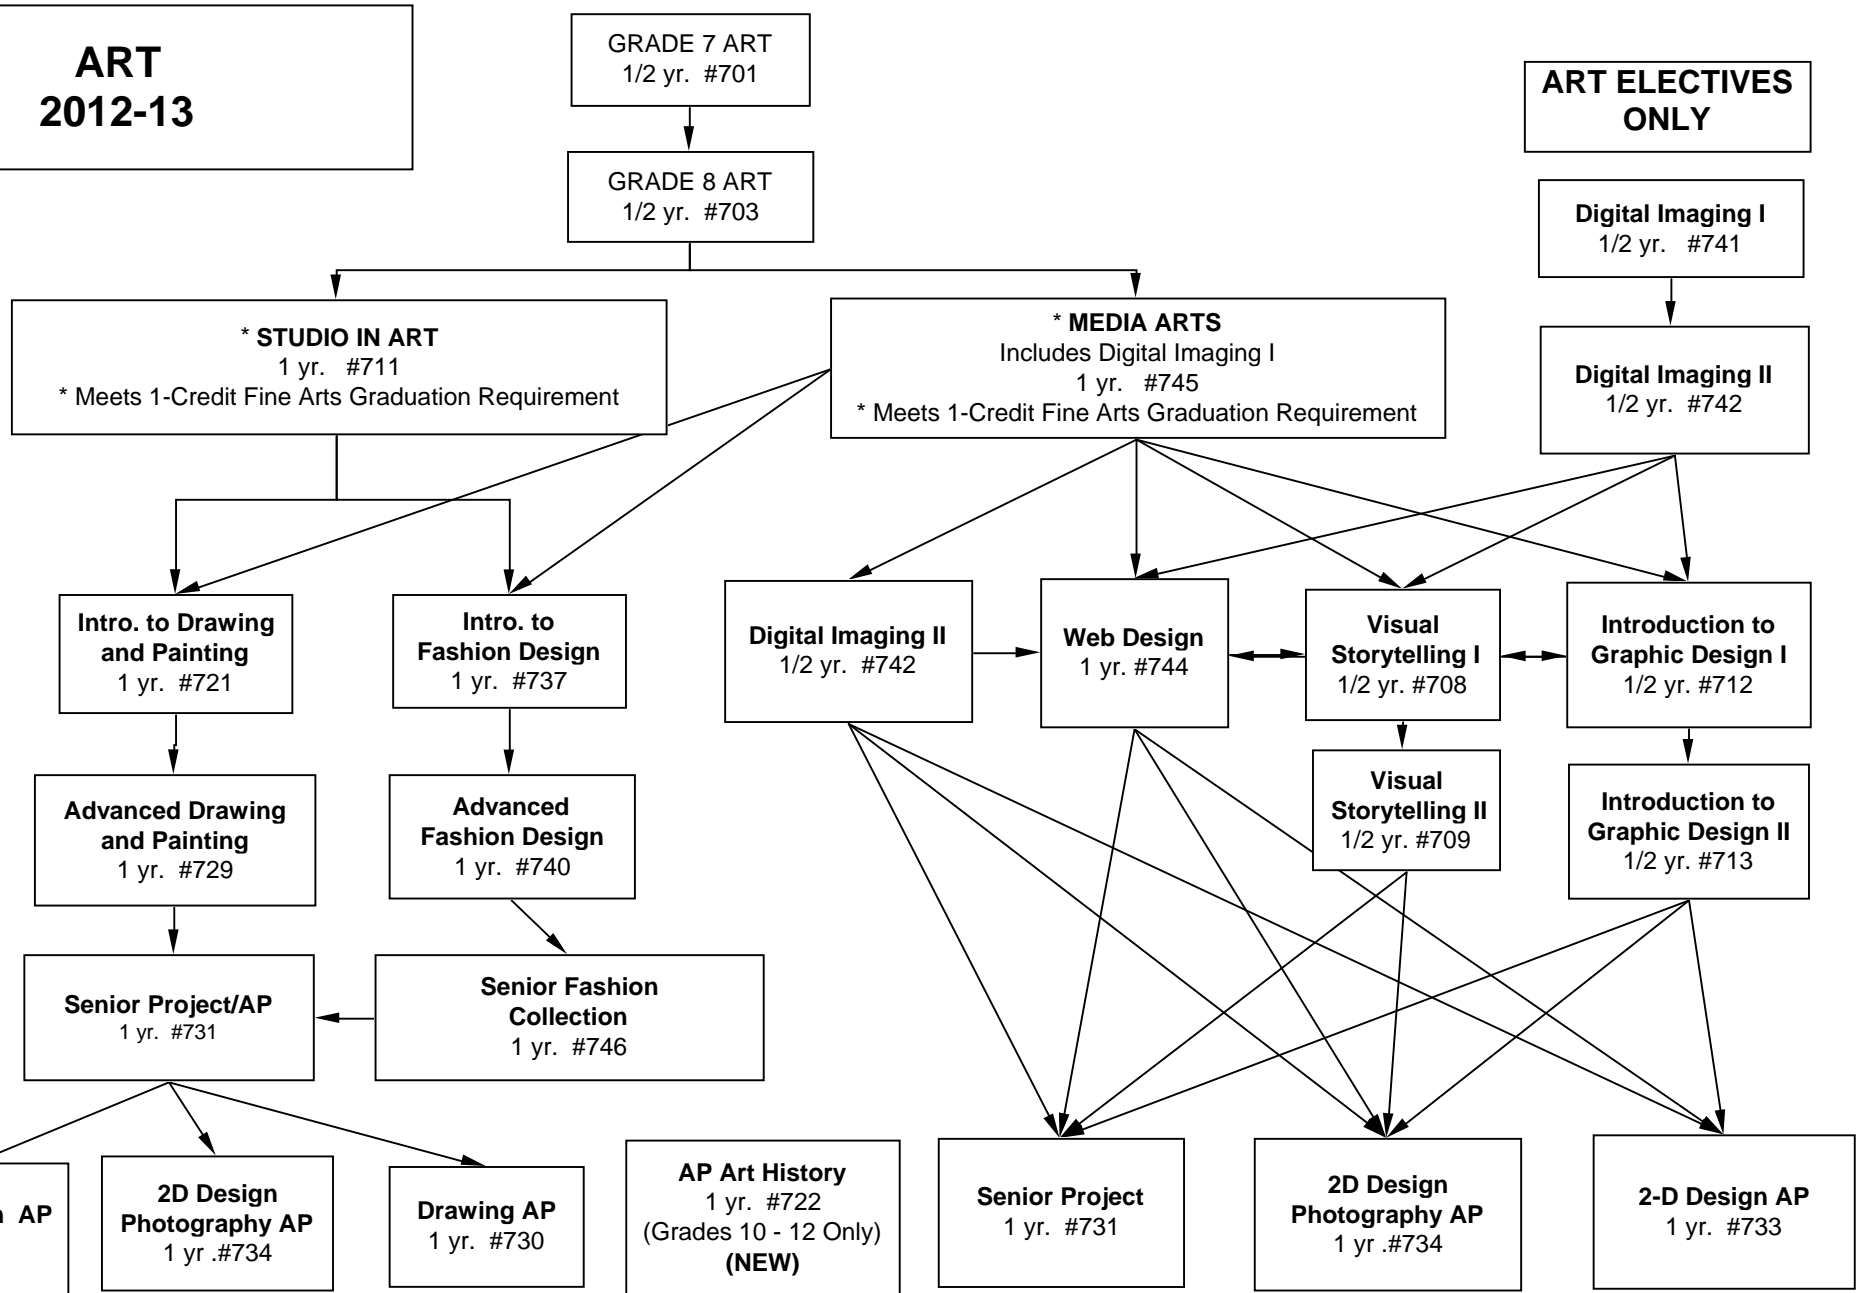 ART
2012-13
GRADE 7 ART
1/2 yr.  #701
ART ELECTIVES
ONLY
GRADE 8 ART
1/2 yr.  #703
Digital Imaging I
1/2 yr.   #741
* STUDIO IN ART
1 yr.   #711
* Meets 1-Credit Fine Arts Graduation Requirement
* MEDIA ARTS
Includes Digital Imaging I
1 yr.   #745
* Meets 1-Credit Fine Arts Graduation Requirement
Digital Imaging II
1/2 yr.  #742
Intro. to Drawing
and Painting
1 yr.  #721
Intro. to
Fashion Design
1 yr.  #737
Digital Imaging II
1/2 yr.  #742
Web Design
1 yr. #744
Visual
Storytelling I
1/2 yr. #708
Introduction to
Graphic Design I
1/2 yr. #712
Advanced Drawing
and Painting
1 yr.  #729
Advanced
Fashion Design
1 yr.  #740
Visual
Storytelling II
1/2 yr. #709
Introduction to
Graphic Design II
1/2 yr. #713
Senior Project/AP
1 yr.  #731
Senior Fashion
Collection
1 yr.  #746
AP
2D Design
Photography AP
1 yr .#734
Drawing AP
1 yr.  #730
AP Art History
1 yr.  #722
(Grades 10 - 12 Only)
(NEW)
Senior Project
1 yr.  #731
2D Design
Photography AP
1 yr .#734
2-D Design AP
1 yr.  #733